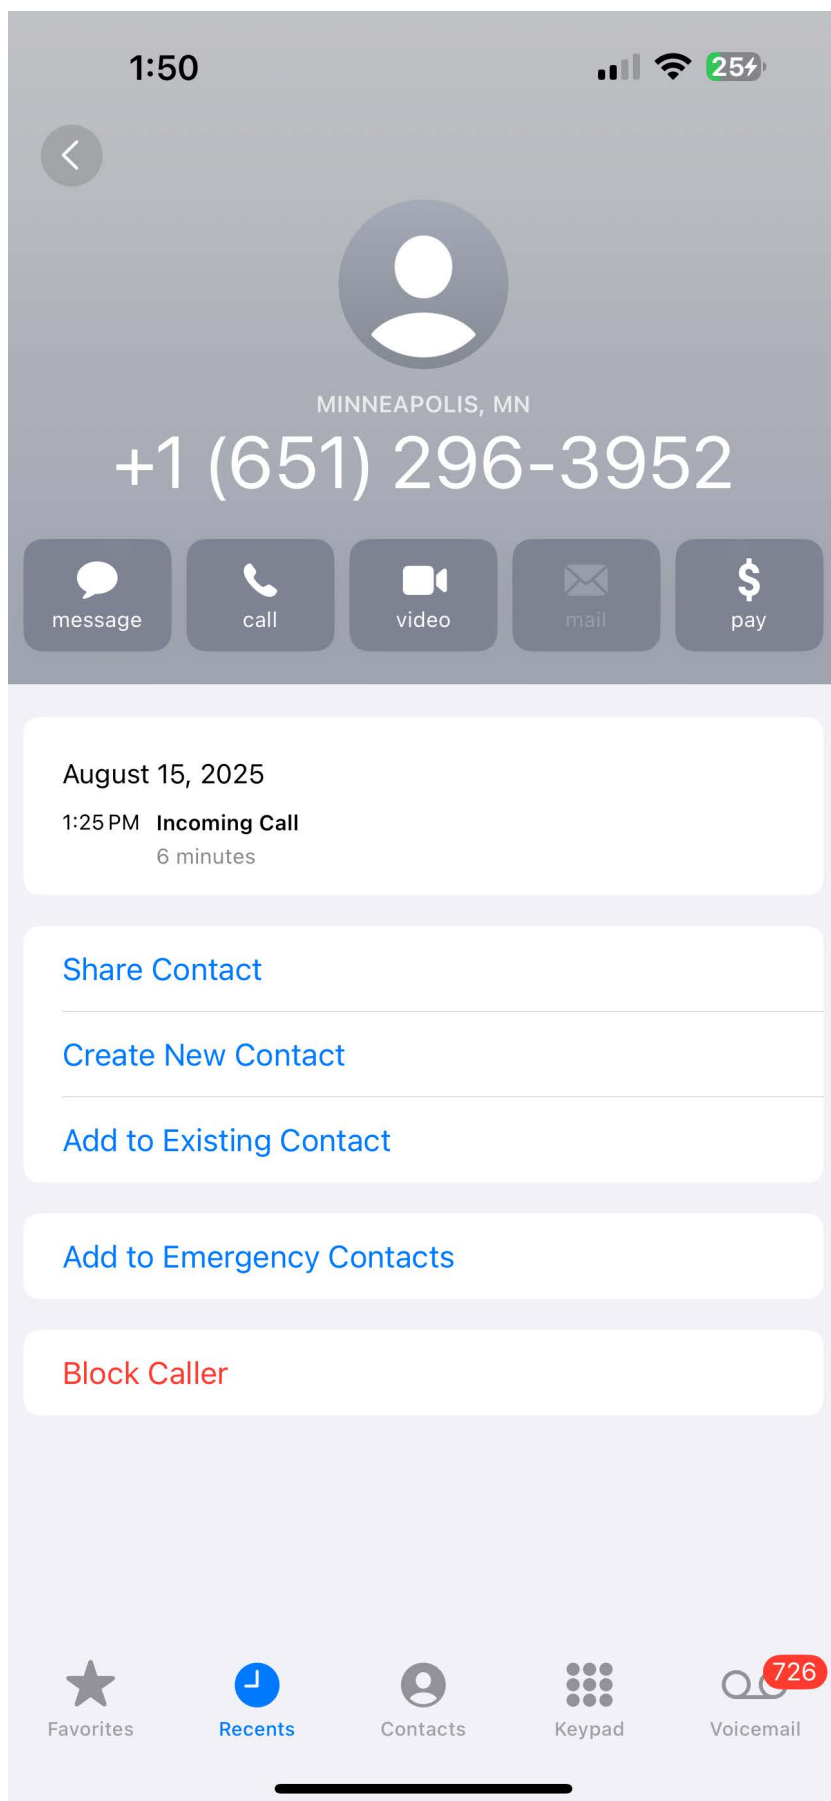 1:50
25
MINNEAPOLIS, MN
+1 (651) 296-3952
message call video mail pay
August 15, 2025
1:25 PM Incoming Call
6 minutes
Share Contact
Create New Contact
Add to Existing Contact
Add to Emergency Contacts
Block Caller
726
Favorites Recents Contacts Keypad Voicemail